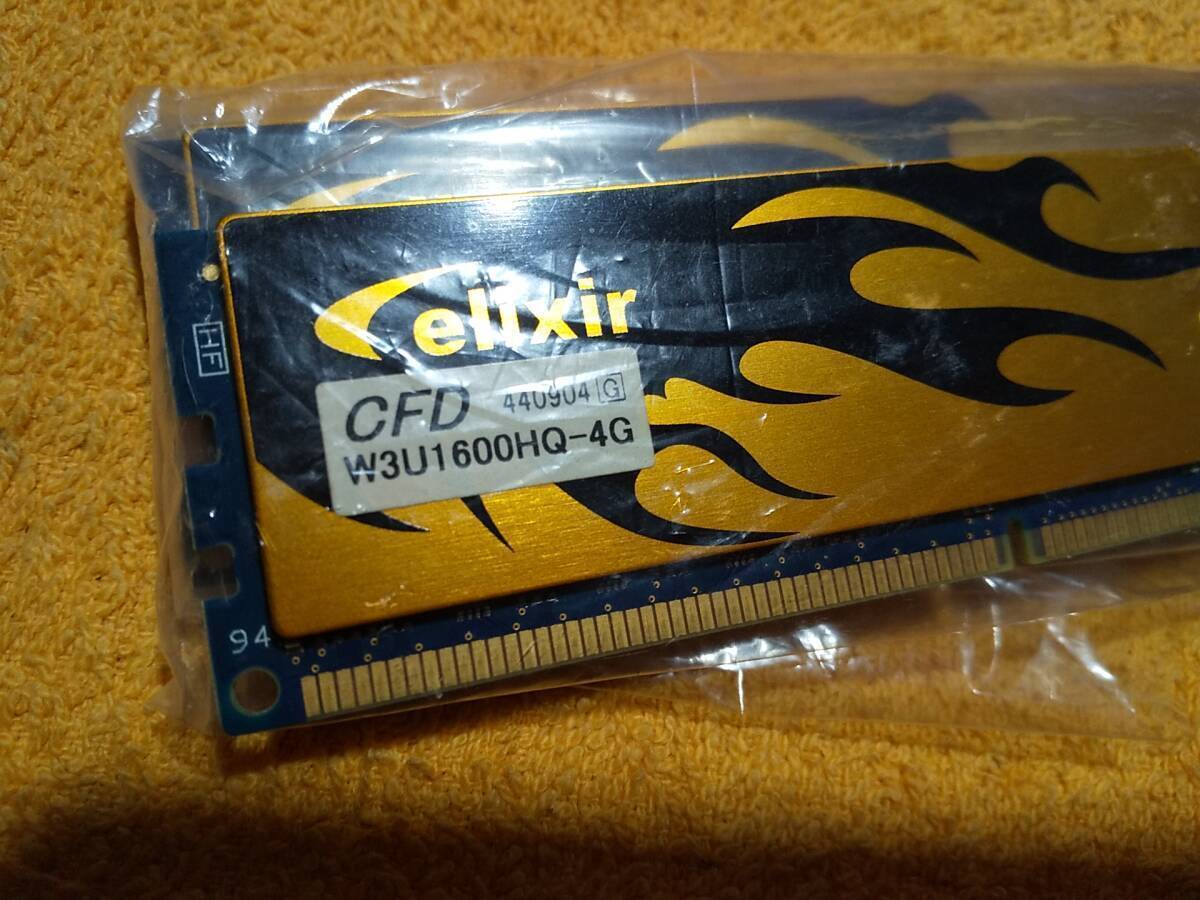 elixir
CFD 440904 G
W3U1600HQ-4G
HF
94